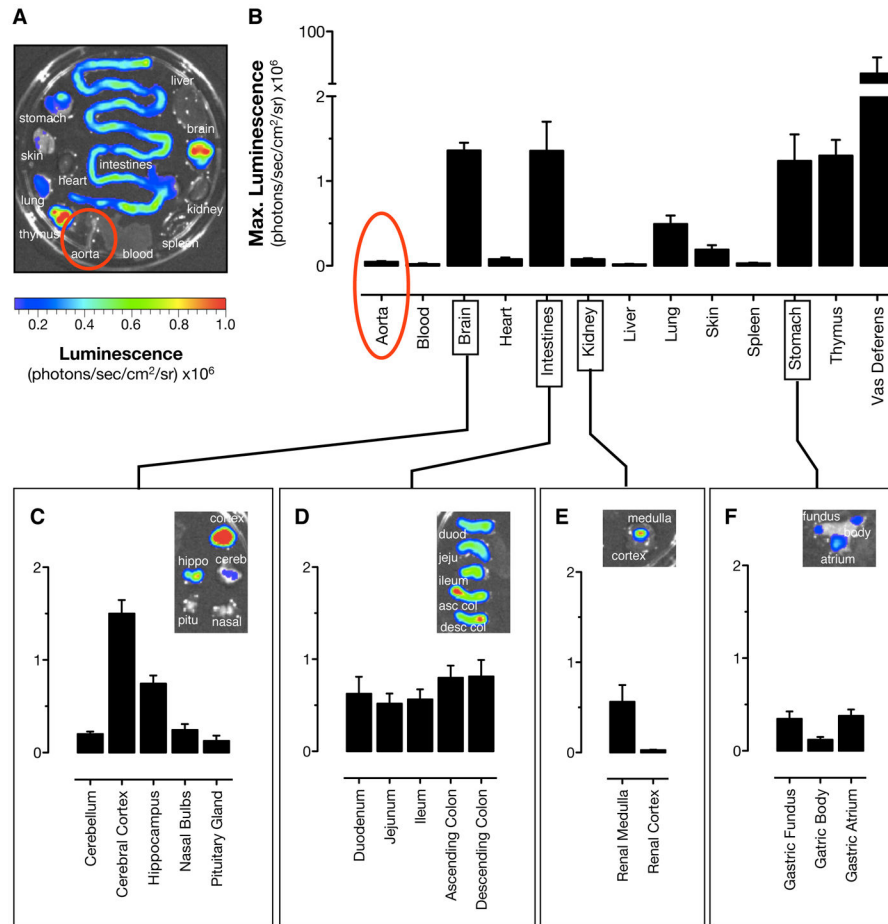 A
liver
stomach
brain
skin
intestines
heart
lung
kidney
thymus
spleen
aorta
blood
0.2 0.4 0.6 0.8 1.0
Luminescence
(photons/sec/cm²/sr) x10⁶
B
Max. Luminescence
(photons/sec/cm²/sr) x10⁶
100
2
1
0
Aorta
Blood
Brain
Heart
Intestines
Kidney
Liver
Lung
Skin
Spleen
Stomach
Thymus
Vas Deferens
C
cortex
hippo cereb
pitu nasal
2
1
0
Cerebellum
Cerebral Cortex
Hippocampus
Nasal Bulbs
Pituitary Gland
D
duod
jeju
ileum
asc col
desc col
2
1
0
Duodenum
Jejunum
Ileum
Ascending Colon
Descending Colon
E
medulla
cortex
2
1
0
Renal Medulla
Renal Cortex
F
fundus
body
atrium
2
1
0
Gastric Fundus
Gatric Body
Gastric Atrium